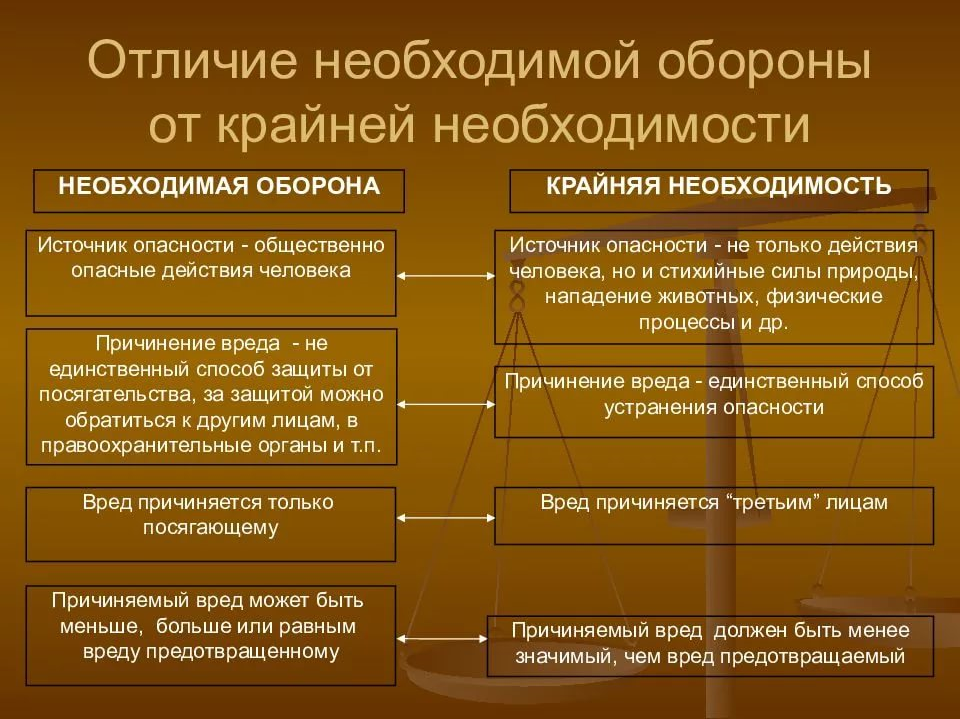 Отличие необходимой обороны
от крайней необходимости
НЕОБХОДИМАЯ ОБОРОНА
КРАЙНЯЯ НЕОБХОДИМОСТЬ
Источник опасности - общественно
опасные действия человека
Источник опасности - не только действия
человека, но и стихийные силы природы,
нападение животных, физические
процессы и др.
Причинение вреда - не
единственный способ защиты от
посягательства, за защитой можно
обратиться к другим лицам, в
правоохранительные органы и т.п.
Причинение вреда - единственный способ
устранения опасности
Вред причиняется только
посягающему
Вред причиняется “третьим” лицам
Причиняемый вред может быть
меньше, больше или равным
вреду предотвращенному
Причиняемый вред должен быть менее
значимый, чем вред предотвращаемый